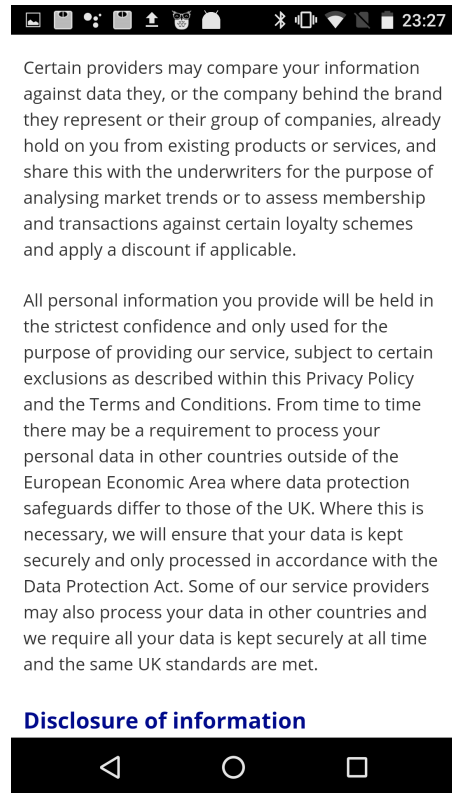 23:27
Certain providers may compare your information
against data they, or the company behind the brand
they represent or their group of companies, already
hold on you from existing products or services, and
share this with the underwriters for the purpose of
analysing market trends or to assess membership
and transactions against certain loyalty schemes
and apply a discount if applicable.
All personal information you provide will be held in
the strictest confidence and only used for the
purpose of providing our service, subject to certain
exclusions as described within this Privacy Policy
and the Terms and Conditions. From time to time
there may be a requirement to process your
personal data in other countries outside of the
European Economic Area where data protection
safeguards differ to those of the UK. Where this is
necessary, we will ensure that your data is kept
securely and only processed in accordance with the
Data Protection Act. Some of our service providers
may also process your data in other countries and
we require all your data is kept securely at all time
and the same UK standards are met.
Disclosure of information